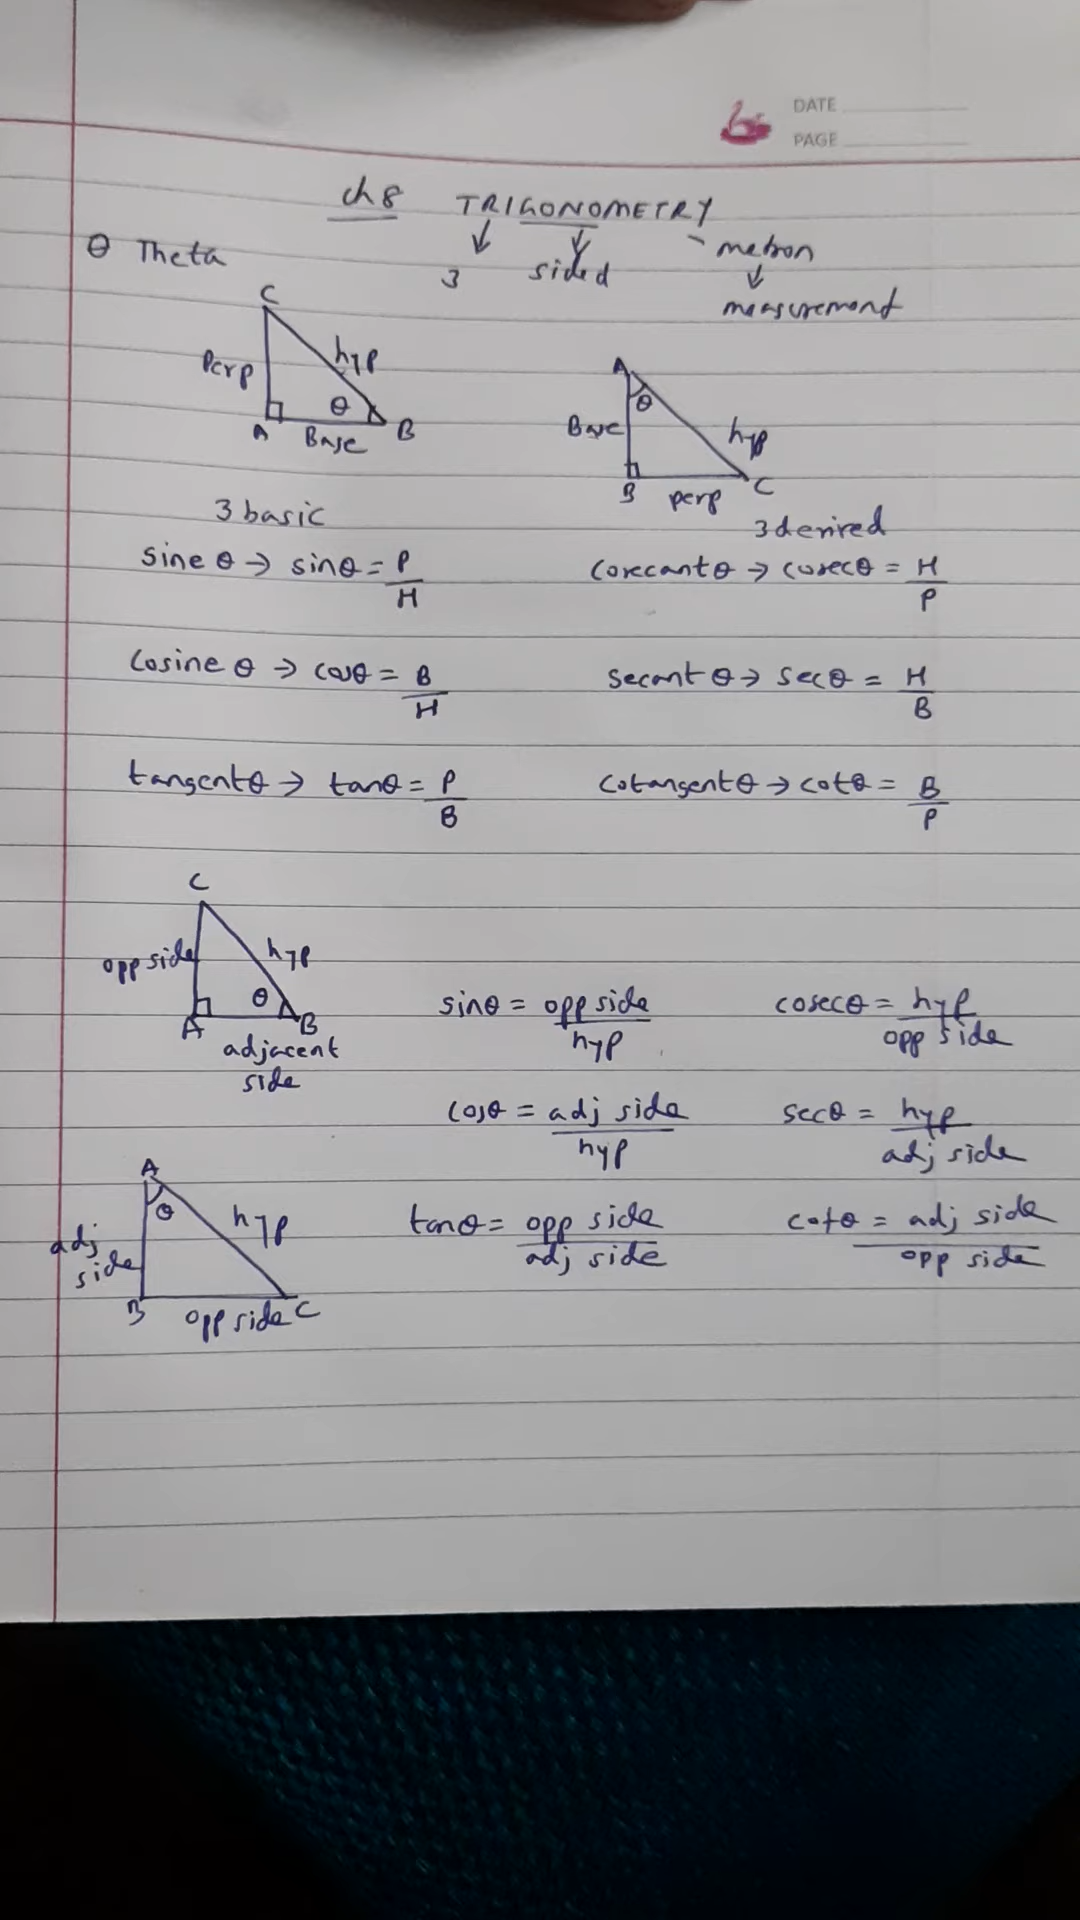 DATE
PAGE
ch 8 TRIGONOMETRY
θ Theta
3 sided metron
measurement
C
Perp hyp
θ
A Base B
A
θ
Base hyp
B perp C
3 basic 3 derived
sine θ → sinθ = P/H cosecant θ → cosecθ = H/P
cosine θ → cosθ = B/H secant θ → secθ = H/B
tangent θ → tanθ = P/B cotangent θ → cotθ = B/P
C
opp side hyp
θ
A B
adjacent
side
sinθ = opp side/hyp cosecθ = hyp/opp side
cosθ = adj side/hyp secθ = hyp/adj side
A
θ
adj
side hyp
B opp side C
tanθ = opp side/adj side cotθ = adj side/opp side